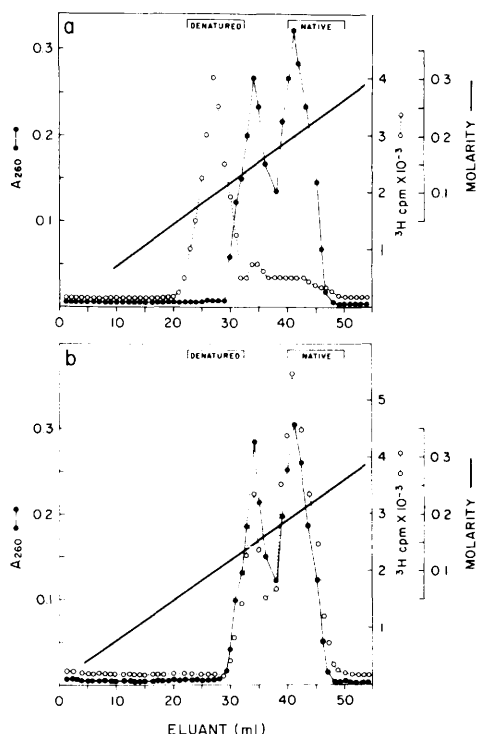 a
DENATURED
NATIVE
0.3
0.2
0.1
A260
4
3
2
1
³H cpm X10⁻³
0.3
0.2
0.1
MOLARITY
0
10
20
30
40
50
b
DENATURED
NATIVE
0.3
0.2
0.1
A260
5
4
3
2
1
³H cpm X10⁻³
0.3
0.2
0.1
MOLARITY
0
10
20
30
40
50
ELUANT (ml)